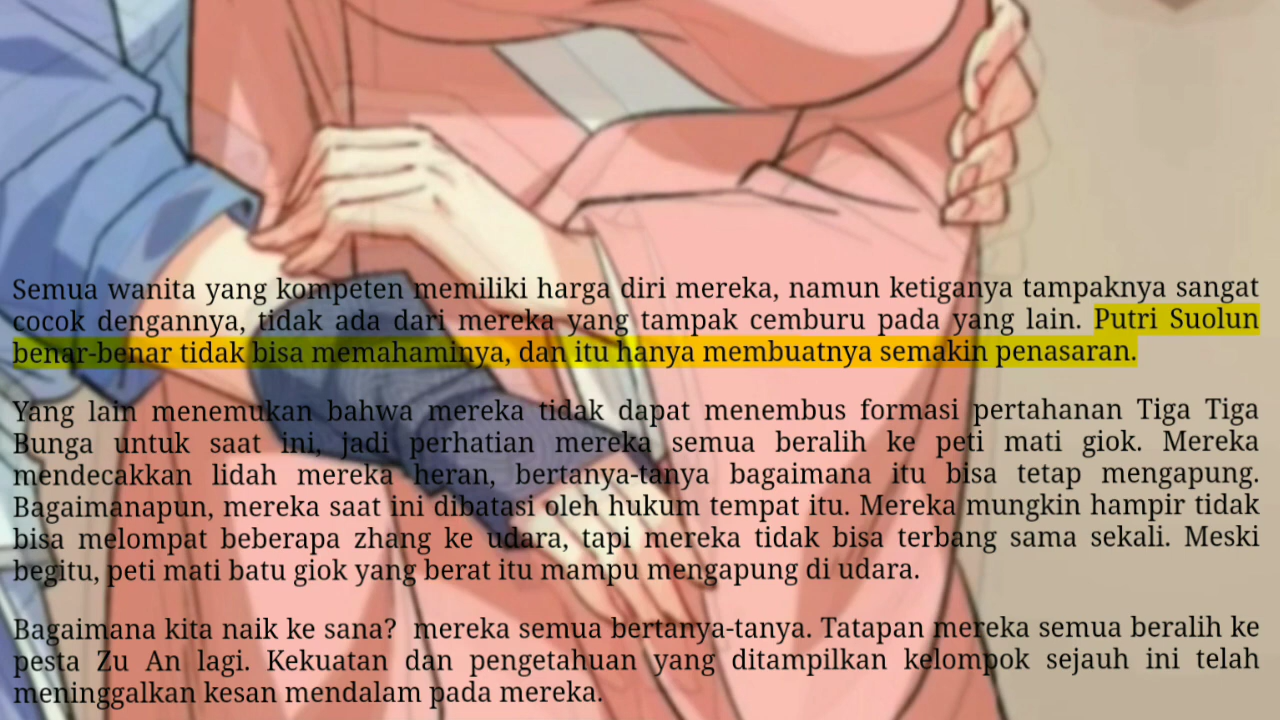 Semua wanita yang kompeten memiliki harga diri mereka, namun ketiganya tampaknya sangat
cocok dengannya, tidak ada dari mereka yang tampak cemburu pada yang lain. Putri Suolun
benar-benar tidak bisa memahaminya, dan itu hanya membuatnya semakin penasaran.
Yang lain menemukan bahwa mereka tidak dapat menembus formasi pertahanan Tiga Tiga
Bunga untuk saat ini, jadi perhatian mereka semua beralih ke peti mati giok. Mereka
mendecakkan lidah mereka heran, bertanya-tanya bagaimana itu bisa tetap mengapung.
Bagaimanapun, mereka saat ini dibatasi oleh hukum tempat itu. Mereka mungkin hampir tidak
bisa melompat beberapa zhang ke udara, tapi mereka tidak bisa terbang sama sekali. Meski
begitu, peti mati batu giok yang berat itu mampu mengapung di udara.
Bagaimana kita naik ke sana?  mereka semua bertanya-tanya. Tatapan mereka semua beralih ke
pesta Zu An lagi. Kekuatan dan pengetahuan yang ditampilkan kelompok sejauh ini telah
meninggalkan kesan mendalam pada mereka.